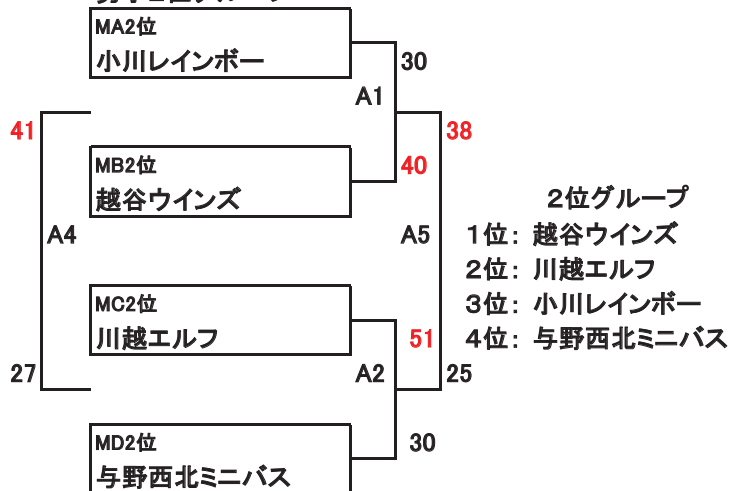 MA2位
小川レインボー
30
A1
41
38
MB2位
40
越谷ウインズ
2位グループ
A4
A5
1位： 越谷ウインズ
2位： 川越エルフ
MC2位
3位： 小川レインボー
川越エルフ
51
4位： 与野西北ミニバス
27
A2
25
MD2位
30
与野西北ミニバス